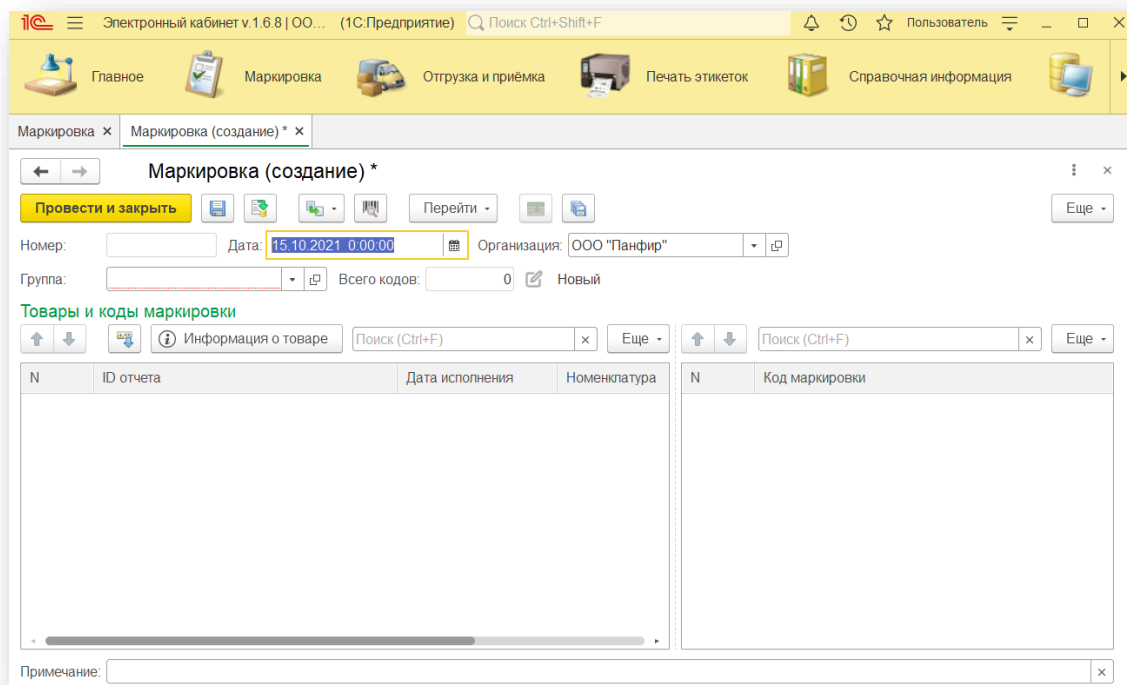 1С Электронный кабинет v.1.6.8 | ОО... (1С:Предприятие) Поиск Ctrl+Shift+F Пользователь
Главное Маркировка Отгрузка и приёмка Печать этикеток Справочная информация
Маркировка × Маркировка (создание) * ×
Маркировка (создание) *
Провести и закрыть Перейти Еще
Номер: Дата: 15.10.2021 0:00:00 Организация: ООО "Панфир"
Группа: Всего кодов: 0 Новый
Товары и коды маркировки
Информация о товаре Поиск (Ctrl+F) × Еще Поиск (Ctrl+F) × Еще
N ID отчета Дата исполнения Номенклатура N Код маркировки
Примечание: ×